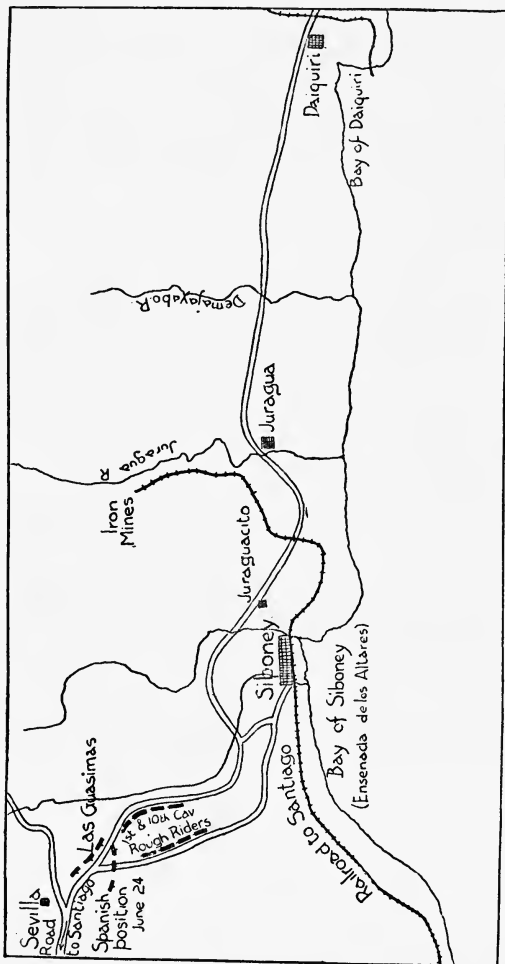 Sevilla
Road
to Santiago
Las Guasimas
Spanish
position
June 24
1st & 10th Cav
Rough Riders
Siboney
Juraguacito
Iron
Mines
Juragua
R
Juragua
Demajayabo R.
Daiquiri
Bay of Daiquiri
Railroad to Santiago
Bay of Siboney
(Ensenada de los Altares)